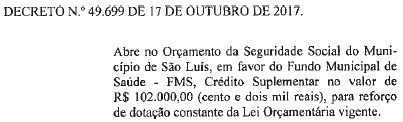 DECRETO N.º 49.699 DE 17 DE OUTUBRO DE 2017.
Abre no Orçamento da Seguridade Social do Muni-
cípio de São Luís, em favor do Fundo Municipal de
Saúde - FMS, Crédito Suplementar no valor de
R$ 102.000,00 (cento e dois mil reais), para reforço
de dotação constante da Lei Orçamentária vigente.